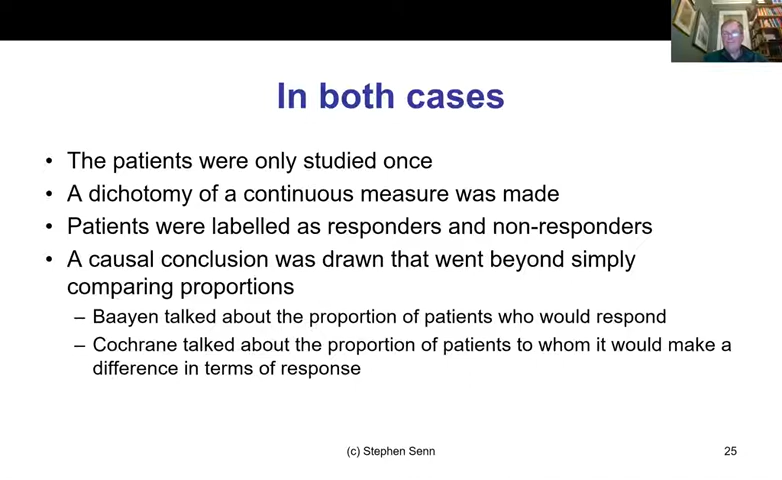 In both cases
• The patients were only studied once
• A dichotomy of a continuous measure was made
• Patients were labelled as responders and non-responders
• A causal conclusion was drawn that went beyond simply
comparing proportions
– Baayen talked about the proportion of patients who would respond
– Cochrane talked about the proportion of patients to whom it would make a
difference in terms of response
(c) Stephen Senn
25